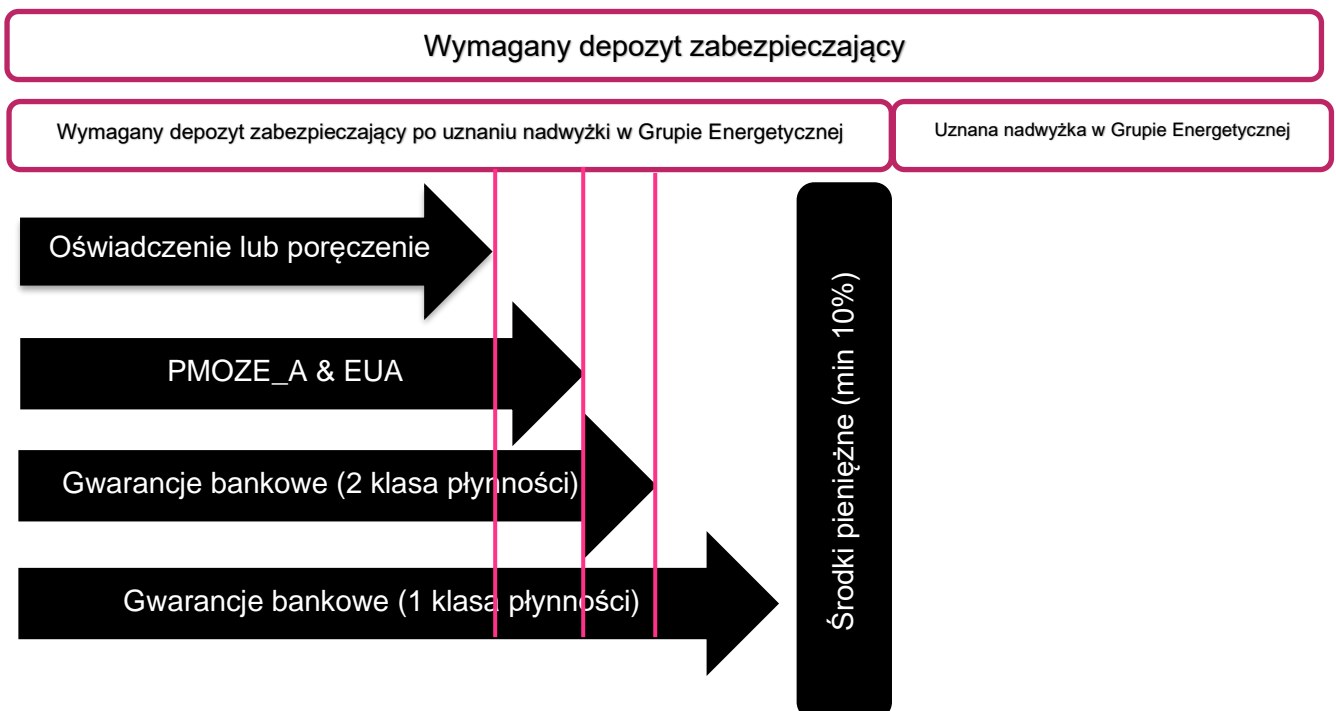 Wymagany depozyt zabezpieczający
Wymagany depozyt zabezpieczający po uznaniu nadwyżki w Grupie Energetycznej
Uznana nadwyżka w Grupie Energetycznej
Oświadczenie lub poręczenie
PMOZE_A & EUA
Gwarancje bankowe (2 klasa płynności)
Gwarancje bankowe (1 klasa płynności)
Środki pieniężne (min 10%)